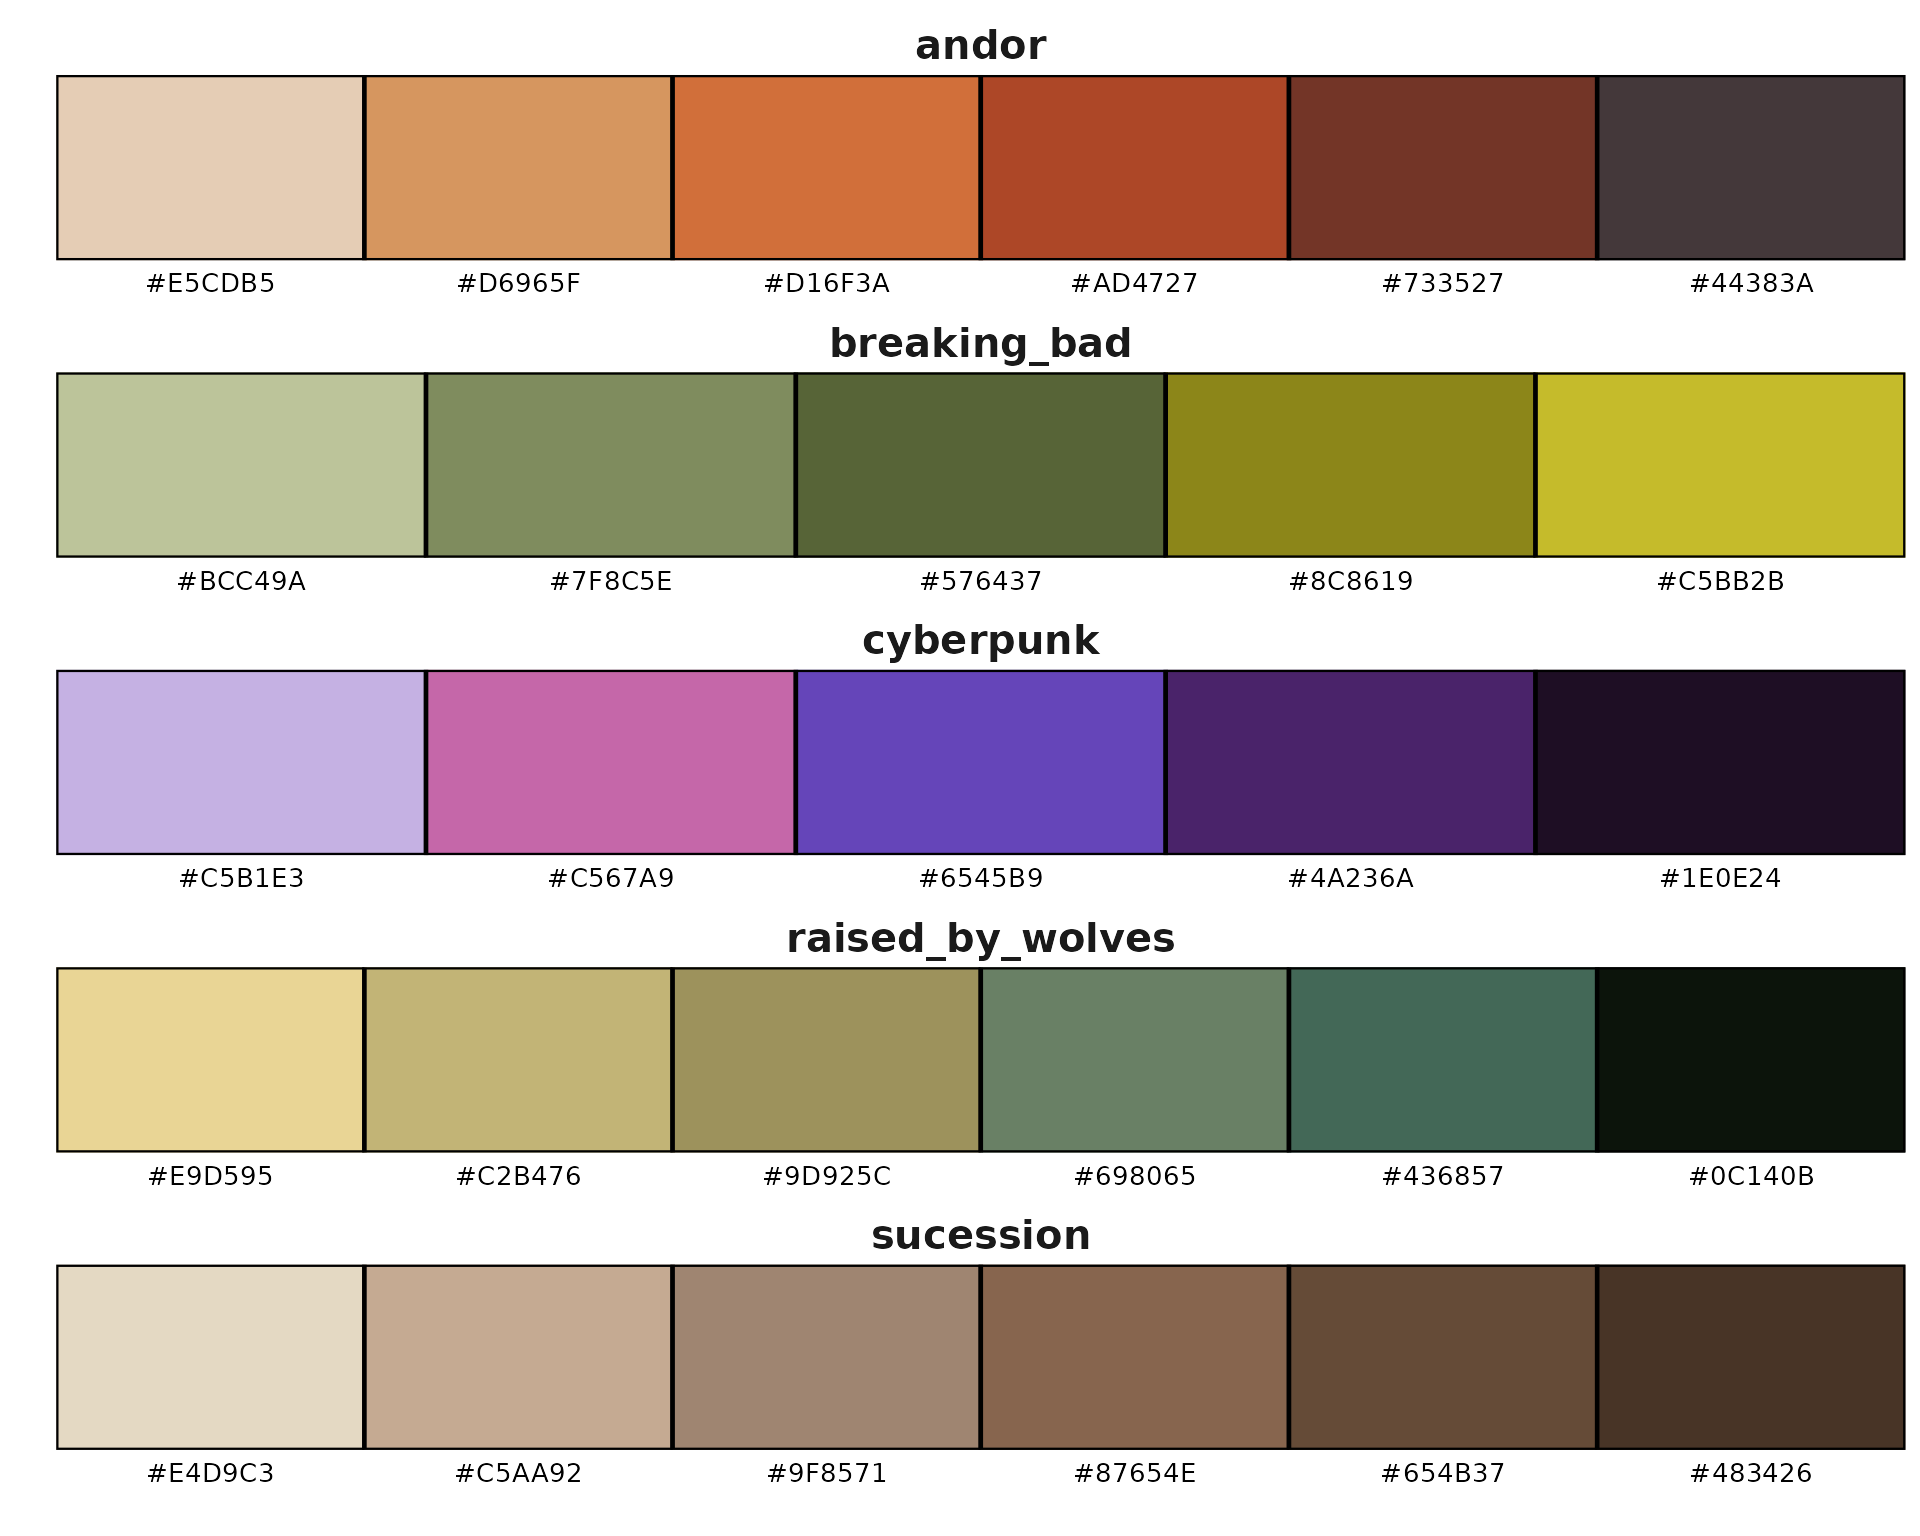 andor
#E5CDB5 #D6965F #D16F3A #AD4727 #733527 #44383A
breaking_bad
#BCC49A #7F8C5E #576437 #8C8619 #C5BB2B
cyberpunk
#C5B1E3 #C567A9 #6545B9 #4A236A #1E0E24
raised_by_wolves
#E9D595 #C2B476 #9D925C #698065 #436857 #0C140B
sucession
#E4D9C3 #C5AA92 #9F8571 #87654E #654B37 #483426